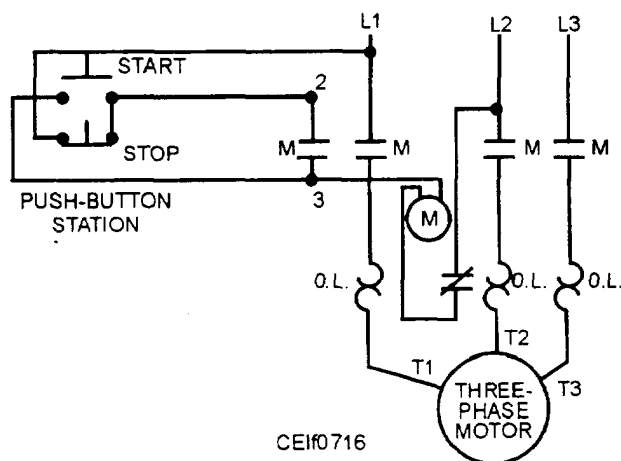 L1
L2
L3
START
2
STOP
M
M
M
M
3
PUSH-BUTTON
STATION
M
O.L.
O.L.
O.L.
T2
T1
T3
THREE-
PHASE
MOTOR
CEIf0716